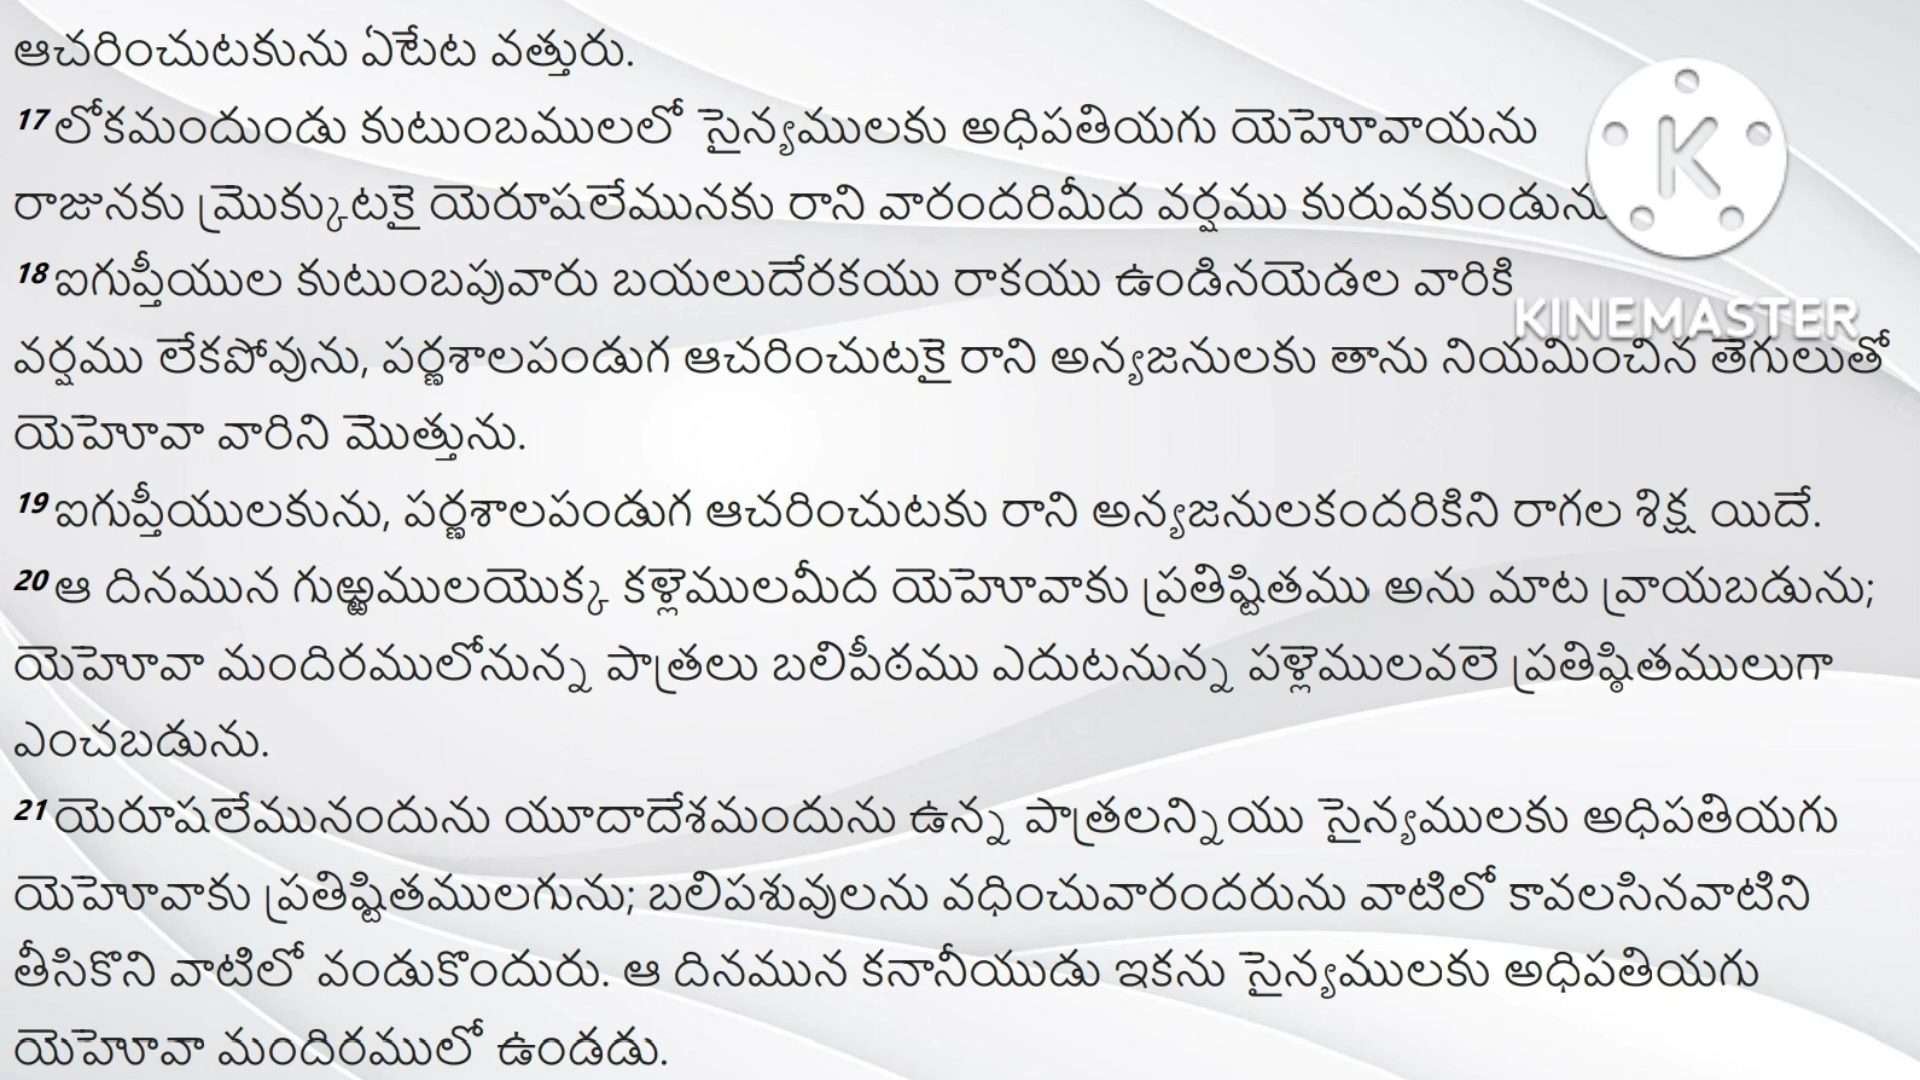 ఆచరించుటకును ఏటేట వత్తురు.
17 లోకమందుండు కుటుంబములలో సైన్యములకు అధిపతియగు యెహోవాయను
రాజునకు మ్రొక్కుటకై యెరూషలేమునకు రాని వారందరిమీద వర్షము కురువకుండును
18 ఐగుప్తీయుల కుటుంబపువారు బయలుదేరకయు రాకయు ఉండినయెడల వారికి
వర్షము లేకపోవును, పర్ణశాలపండుగ ఆచరించుటకై రాని అన్యజనులకు తాను నియమించిన తెగులుతో
యెహోవా వారిని మొత్తును.
19 ఐగుప్తీయులకును, పర్ణశాలపండుగ ఆచరించుటకు రాని అన్యజనులకందరికిని రాగల శిక్ష యిదే.
20 ఆ దినమున గుఱ్ఱములయొక్క కళ్లెములమీద యెహోవాకు ప్రతిష్టితము అను మాట వ్రాయబడును;
యెహోవా మందిరములోనున్న పాత్రలు బలిపీఠము ఎదుటనున్న పళ్లెములవలె ప్రతిష్ఠితములుగా
ఎంచబడును.
21 యెరూషలేమునందును యూదాదేశమందును ఉన్న పాత్రలన్నియు సైన్యములకు అధిపతియగు
యెహోవాకు ప్రతిష్టితములగును; బలిపశువులను వధించువారందరును వాటిలో కావలసినవాటిని
తీసికొని వాటిలో వండుకొందురు. ఆ దినమున కనానీయుడు ఇకను సైన్యములకు అధిపతియగు
యెహోవా మందిరములో ఉండడు.
K
KINEMASTER